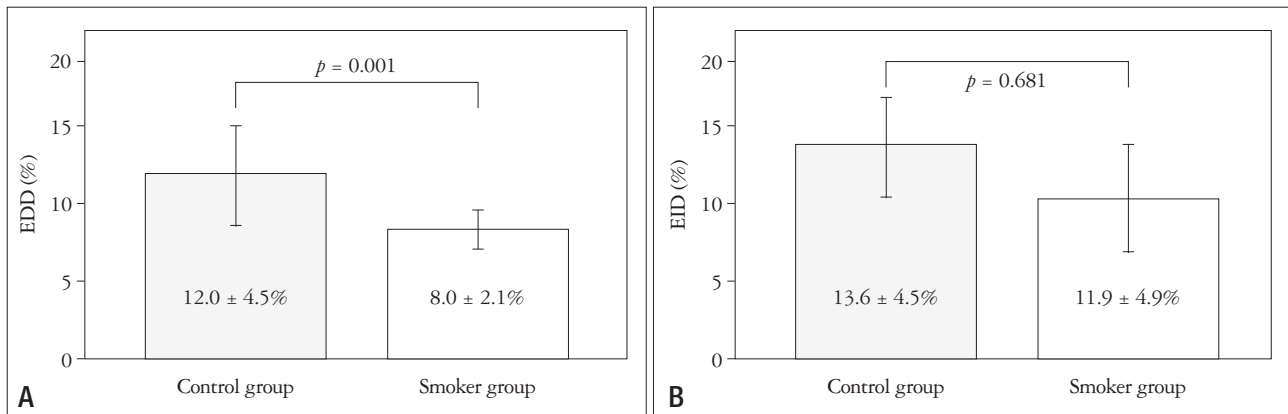 20
15
10
5
0
EDD (%)
p = 0.001
12.0 ± 4.5%
8.0 ± 2.1%
Control group
Smoker group
A
20
15
10
5
0
EID (%)
p = 0.681
13.6 ± 4.5%
11.9 ± 4.9%
Control group
Smoker group
B